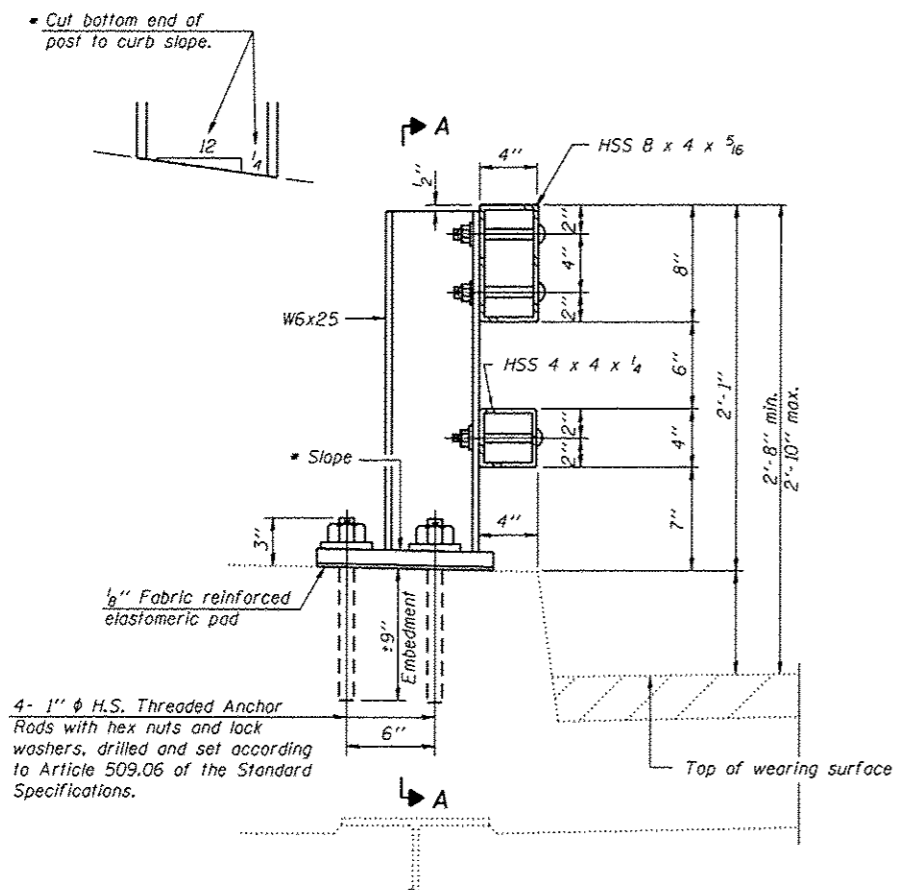 * Cut bottom end of
post to curb slope.
12
1/4
A
4"
HSS 8 x 4 x 5/16
1/2"
2"
4"
2"
8"
W6x25
6"
HSS 4 x 4 x 1/4
2'-1"
2'-8" min.
2'-10" max.
2"
2"
4"
* Slope
3"
4"
7"
1/8" Fabric reinforced
elastomeric pad
±9"
Embedment
4- 1" ϕ H.S. Threaded Anchor
Rods with hex nuts and lock
washers, drilled and set according
to Article 509.06 of the Standard
Specifications.
6"
Top of wearing surface
A